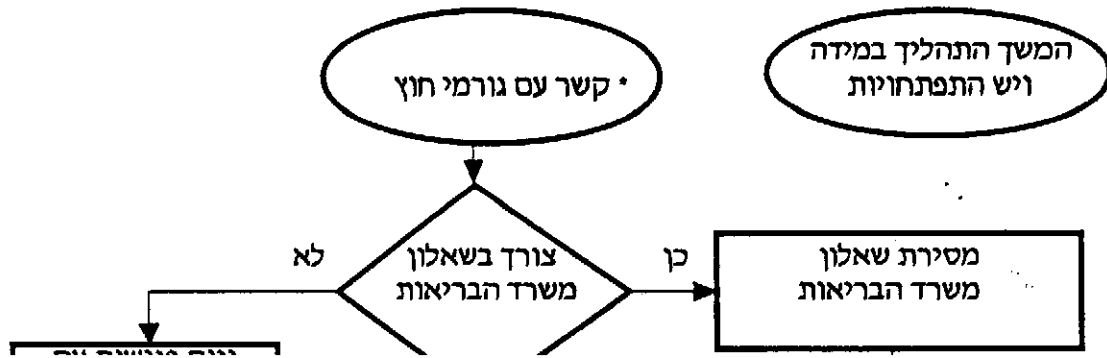 המשך התהליך במידה
ויש התפתחויות
* קשר עם גורמי חוץ
צורך בשאלון
משרד הבריאות
כן
לא
מסירת שאלון
משרד הבריאות